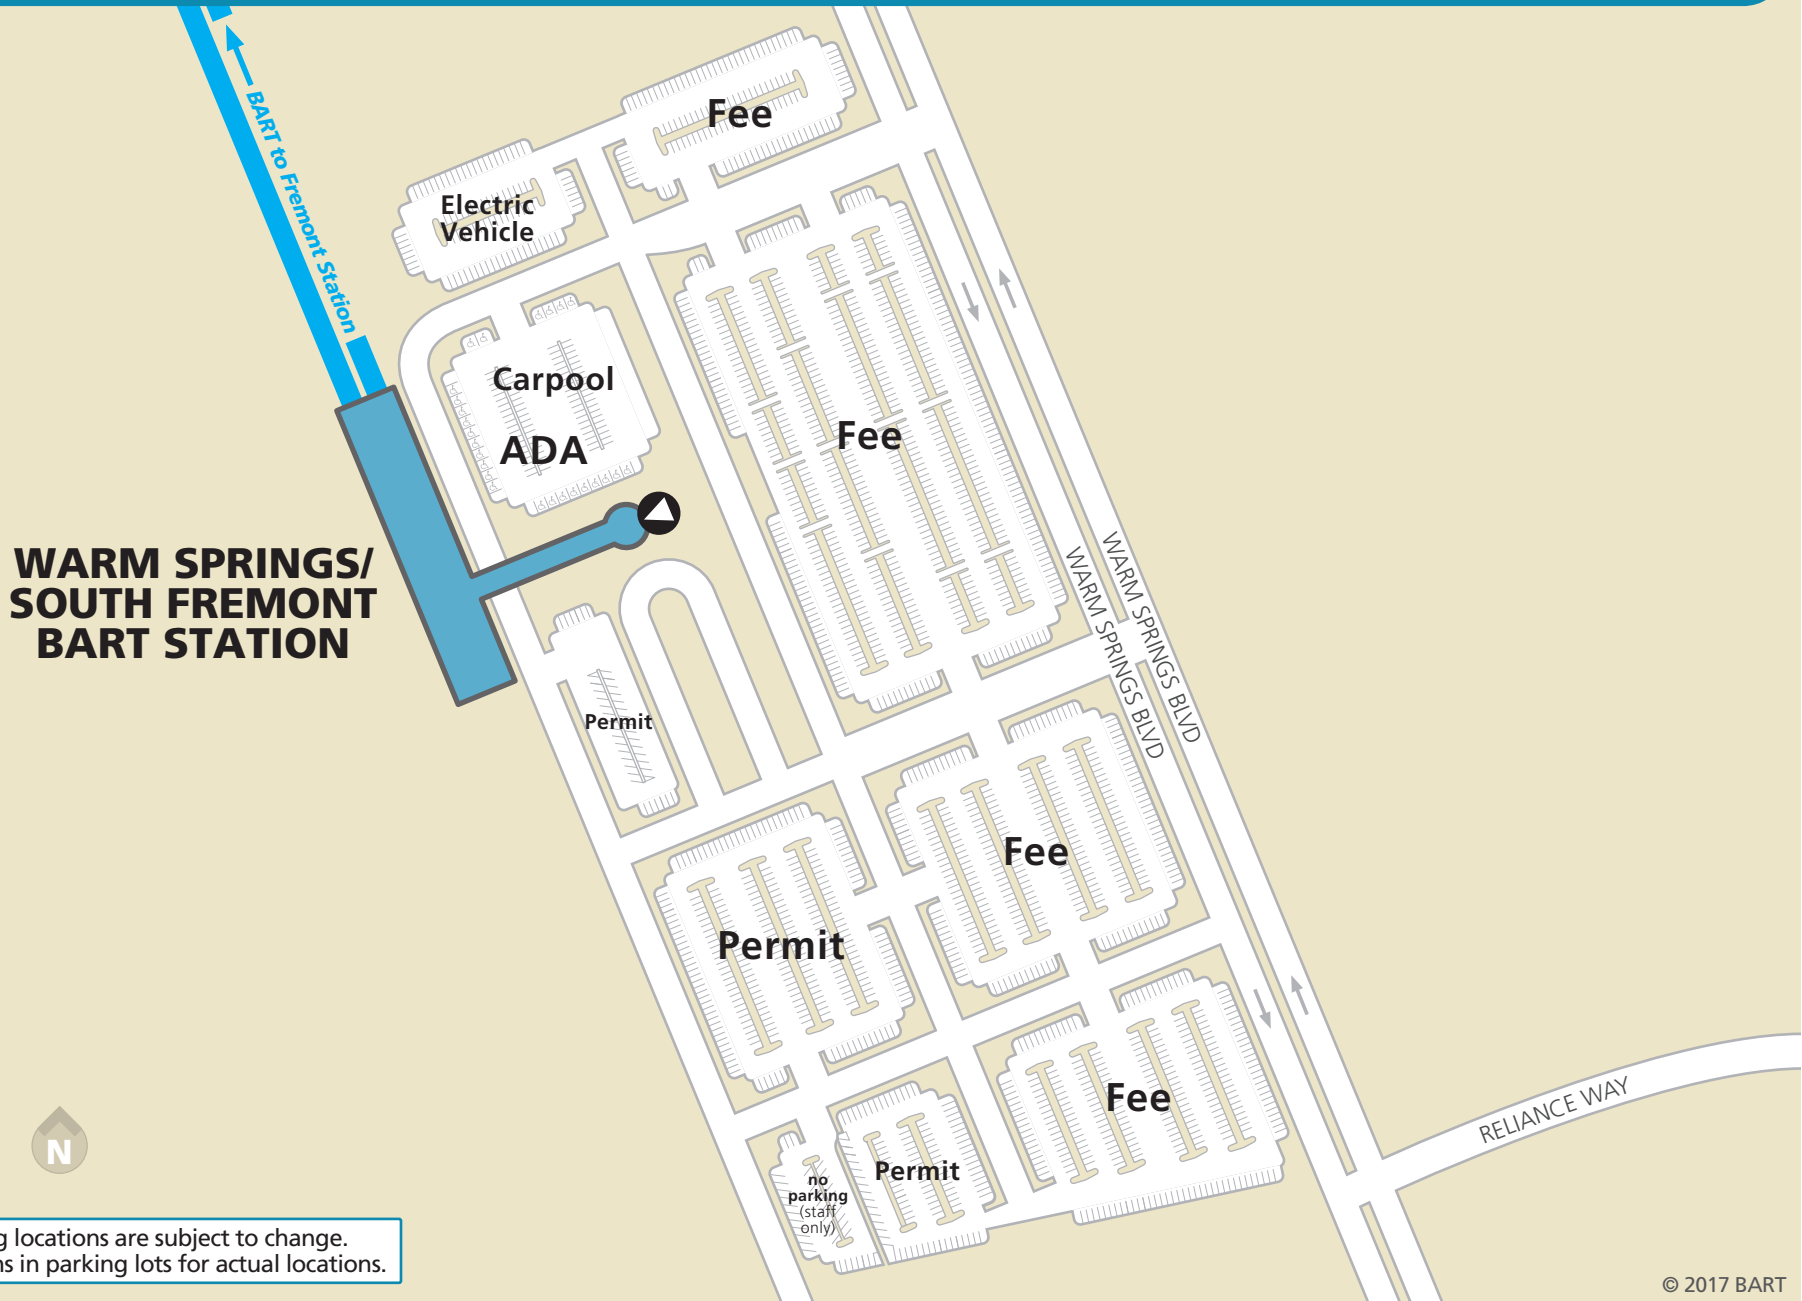 Fee
BART to Fremont Station
Electric
Vehicle
Carpool
ADA
Fee
WARM SPRINGS/
SOUTH FREMONT
BART STATION
WARM SPRINGS BLVD
WARM SPRINGS BLVD
Permit
Fee
Permit
Fee
RELIANCE WAY
N
Permit
no
parking
(staff
only)
locations are subject to change.
in parking lots for actual locations.
© 2017 BART